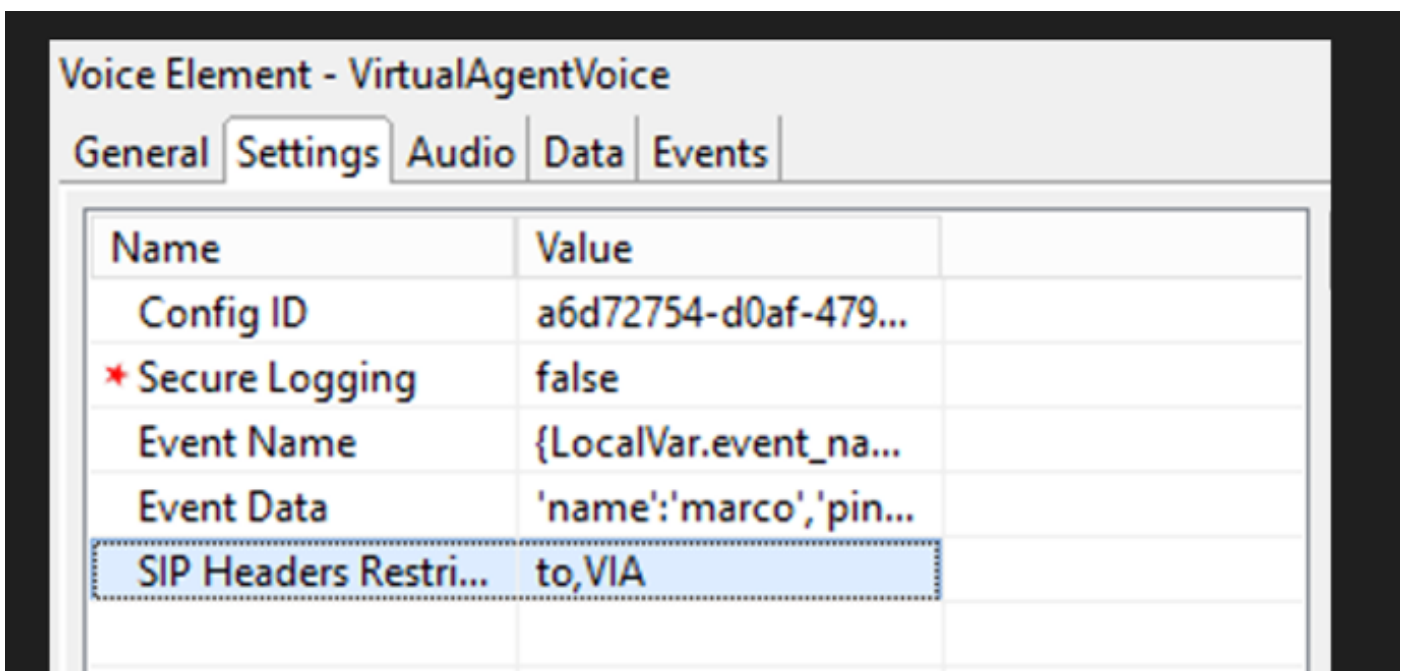 Voice Element - VirtualAgentVoice
General Settings Audio Data Events
Name Value
Config ID a6d72754-d0af-479...
* Secure Logging false
Event Name {LocalVar.event_na...
Event Data 'name':'marco','pin...
SIP Headers Restri... to,VIA